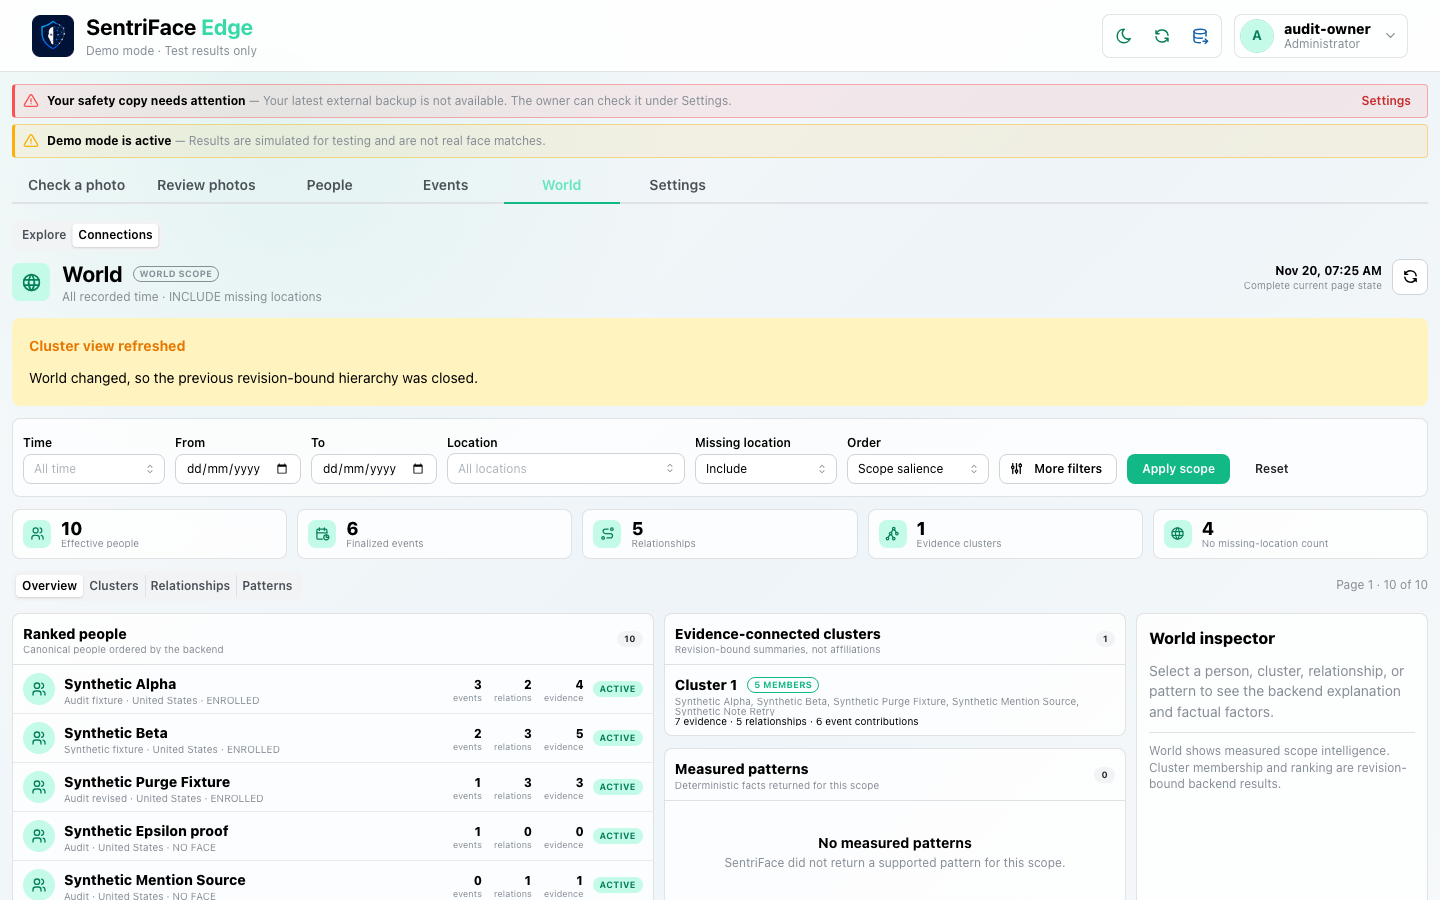 SentriFace Edge
Demo mode · Test results only
A
audit-owner
Administrator
Your safety copy needs attention — Your latest external backup is not available. The owner can check it under Settings.
Settings
Demo mode is active — Results are simulated for testing and are not real face matches.
Check a photo
Review photos
People
Events
World
Settings
Explore
Connections
World
WORLD SCOPE
All recorded time · INCLUDE missing locations
Nov 20, 07:25 AM
Complete current page state
Cluster view refreshed
World changed, so the previous revision-bound hierarchy was closed.
Time
From
To
Location
Missing location
Order
All time
dd/mm/yyyy
dd/mm/yyyy
All locations
Include
Scope salience
More filters
Apply scope
Reset
10
Effective people
6
Finalized events
5
Relationships
1
Evidence clusters
4
No missing-location count
Overview
Clusters
Relationships
Patterns
Page 1 · 10 of 10
Ranked people
Canonical people ordered by the backend
10
Synthetic Alpha
Audit fixture · United States · ENROLLED
3 events
2 relations
4 evidence
ACTIVE
Synthetic Beta
Synthetic fixture · United States · ENROLLED
2 events
3 relations
5 evidence
ACTIVE
Synthetic Purge Fixture
Audit revised · United States · ENROLLED
1 events
3 relations
3 evidence
ACTIVE
Synthetic Epsilon proof
Audit · United States · NO FACE
1 events
0 relations
0 evidence
ACTIVE
Synthetic Mention Source
Audit · United States · NO FACE
0 events
1 relations
1 evidence
ACTIVE
Evidence-connected clusters
Revision-bound summaries, not affiliations
1
Cluster 1
5 MEMBERS
Synthetic Alpha, Synthetic Beta, Synthetic Purge Fixture, Synthetic Mention Source,
Synthetic Note Retry
7 evidence · 5 relationships · 6 event contributions
Measured patterns
Deterministic facts returned for this scope
0
No measured patterns
SentriFace did not return a supported pattern for this scope.
World inspector
Select a person, cluster, relationship, or
pattern to see the backend explanation
and factual factors.
World shows measured scope intelligence.
Cluster membership and ranking are revision-
bound backend results.